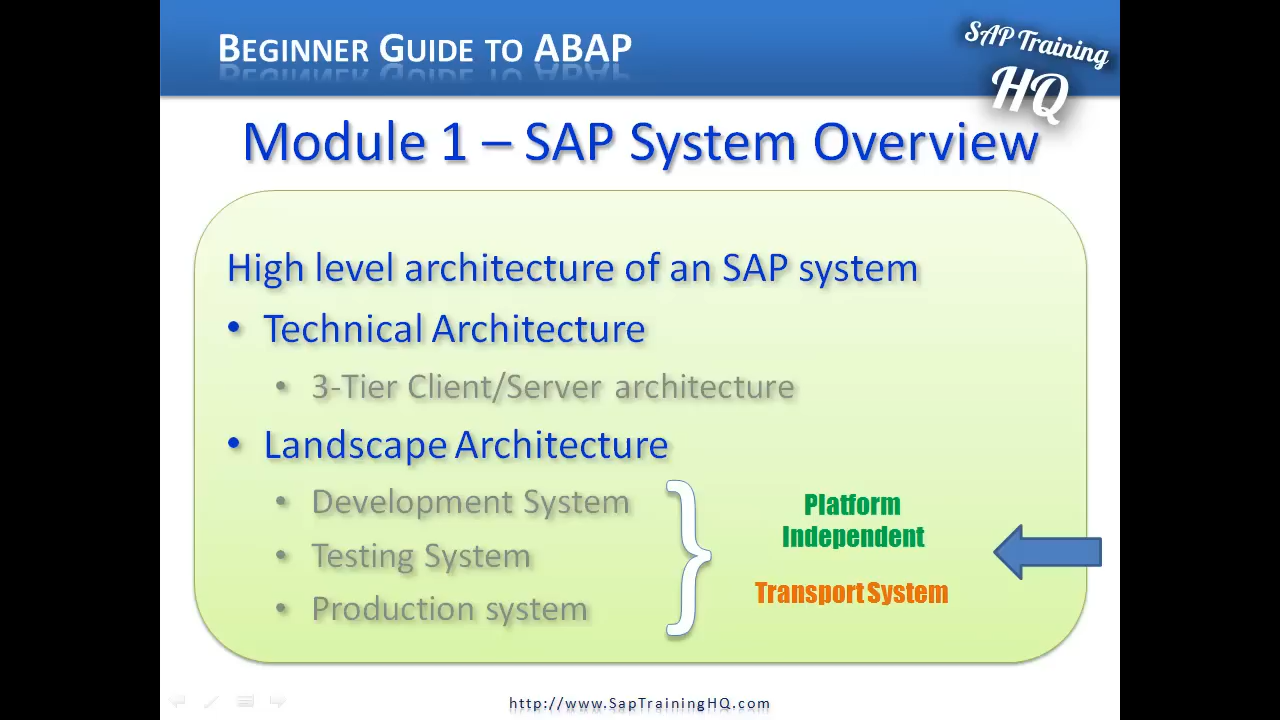 BEGINNER GUIDE TO ABAP
SAP Training
HQ
Module 1 – SAP System Overview
High level architecture of an SAP system
• Technical Architecture
• 3-Tier Client/Server architecture
• Landscape Architecture
• Development System
• Testing System
• Production system
Platform
Independent
Transport System
http://www.SapTrainingHQ.com